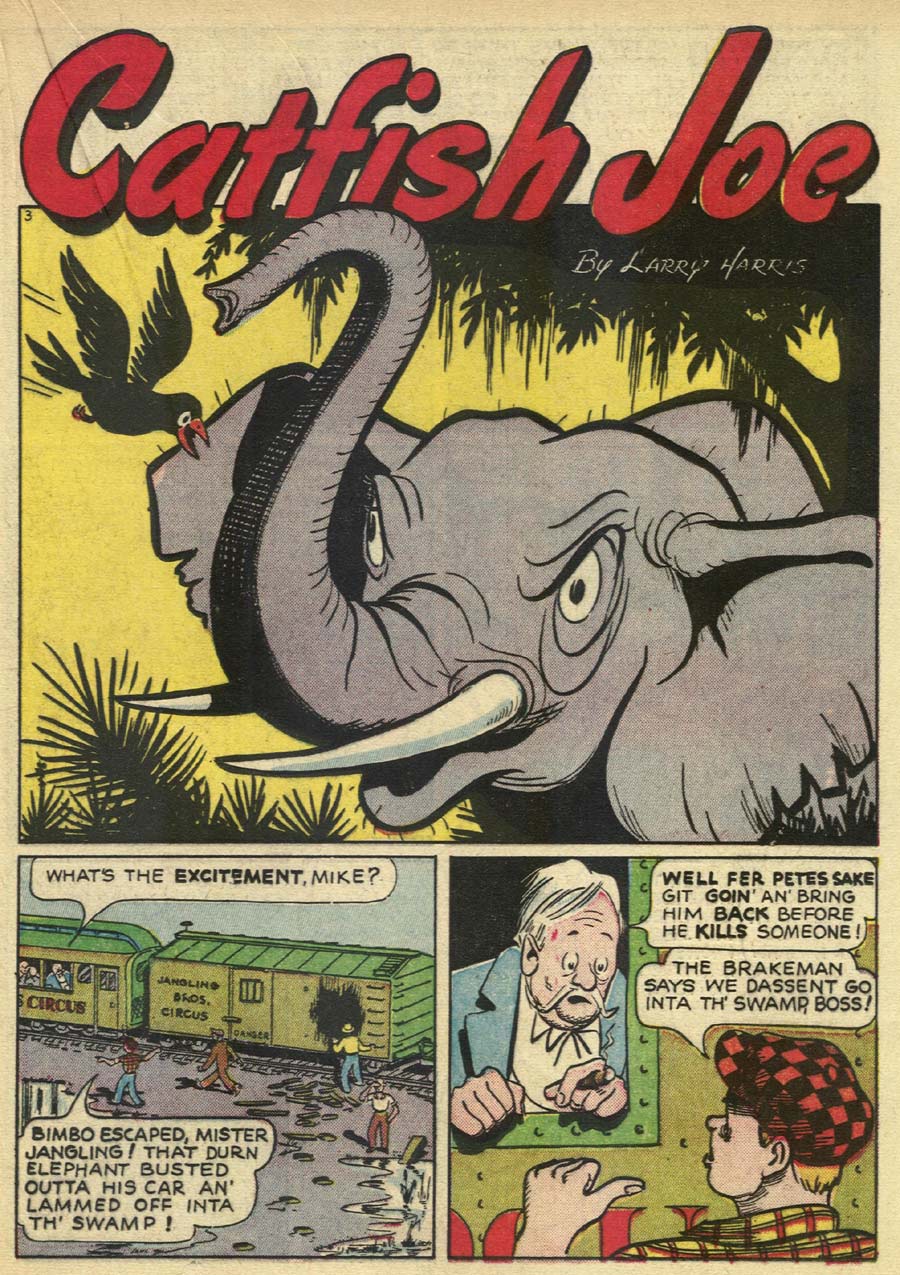 Catfish Joe
3
By LARRY HARRIS
WHAT'S THE EXCITEMENT, MIKE?
S CIRCUS
JANGLING
BROS.
CIRCUS
DANGER
BIMBO ESCAPED, MISTER
JANGLING! THAT DURN
ELEPHANT BUSTED
OUTTA HIS CAR AN'
LAMMED OFF INTA
TH' SWAMP!
WELL FER PETES SAKE
GIT GOIN' AN' BRING
HIM BACK BEFORE
HE KILLS SOMEONE!
THE BRAKEMAN
SAYS WE DASSENT GO
INTA TH' SWAMP, BOSS!